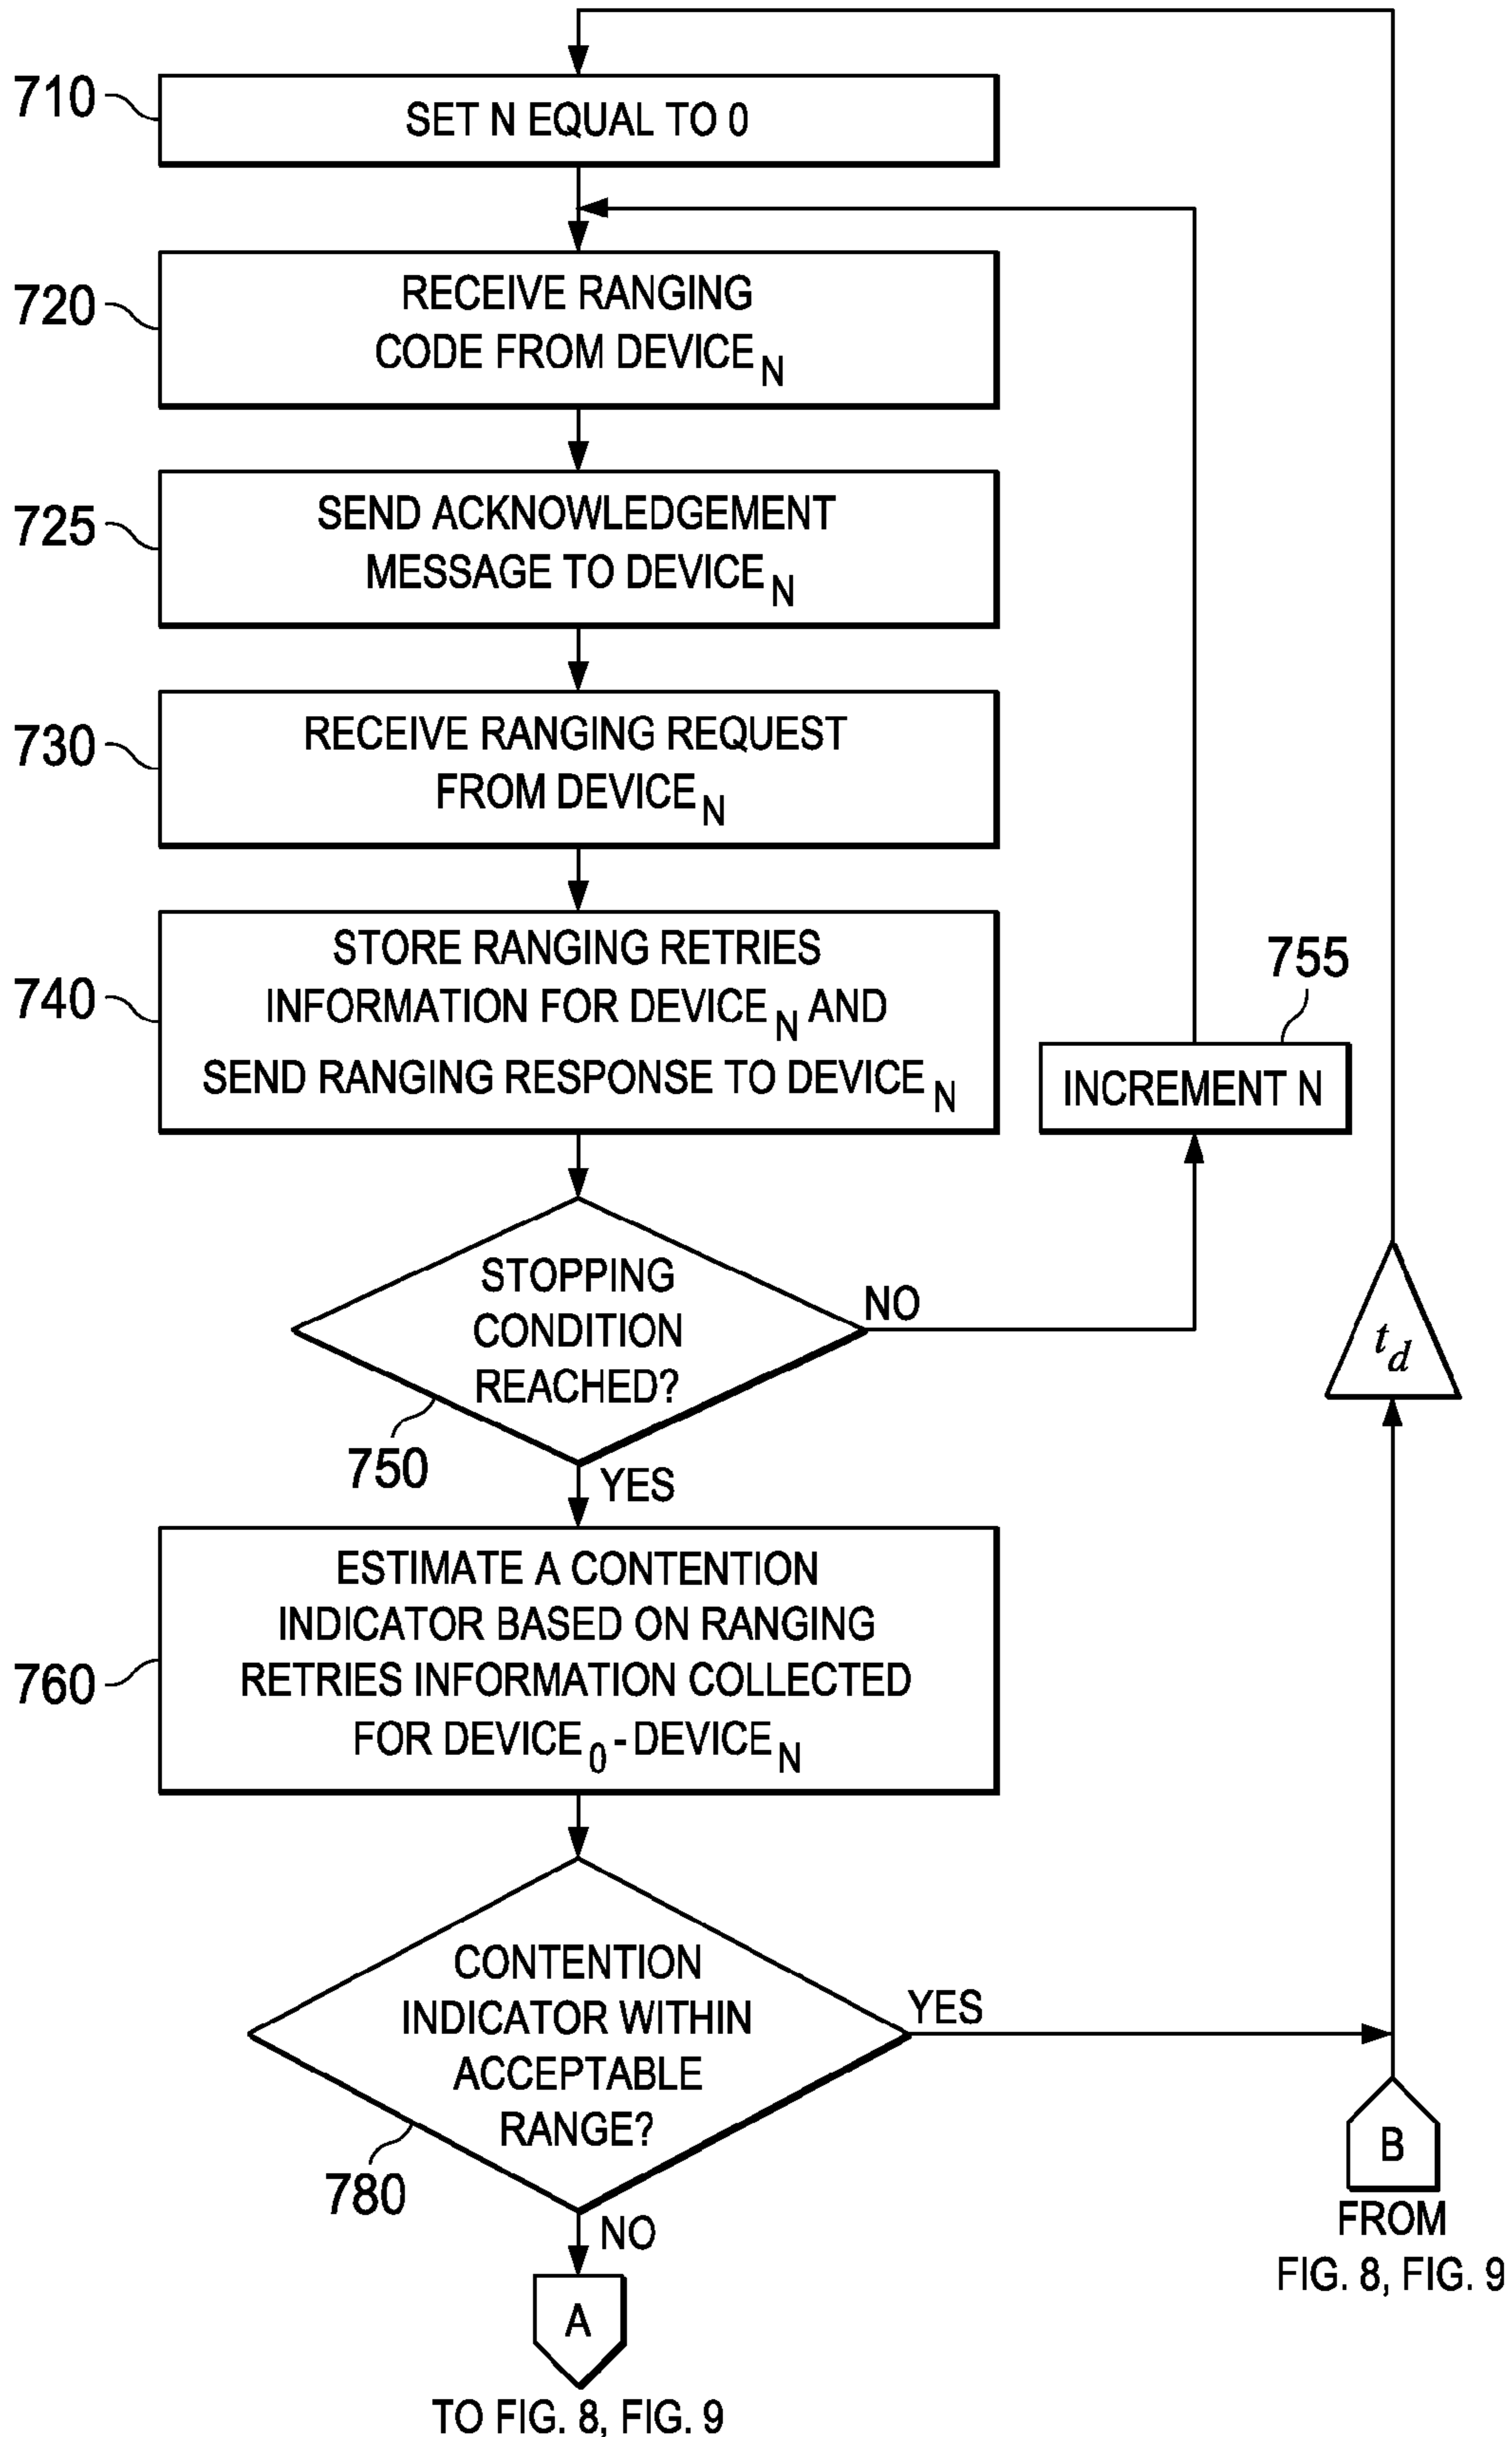 710
SET N EQUAL TO 0
720
RECEIVE RANGING
CODE FROM DEVICE N
725
SEND ACKNOWLEDGEMENT
MESSAGE TO DEVICE N
730
RECEIVE RANGING REQUEST
FROM DEVICE N
740
STORE RANGING RETRIES
INFORMATION FOR DEVICE N AND
SEND RANGING RESPONSE TO DEVICE N
755
INCREMENT N
STOPPING
CONDITION
REACHED?
NO
750
YES
t d
760
ESTIMATE A CONTENTION
INDICATOR BASED ON RANGING
RETRIES INFORMATION COLLECTED
FOR DEVICE 0 - DEVICE N
CONTENTION
INDICATOR WITHIN
ACCEPTABLE
RANGE?
YES
780
NO
B
FROM
FIG. 8, FIG. 9
A
TO FIG. 8, FIG. 9